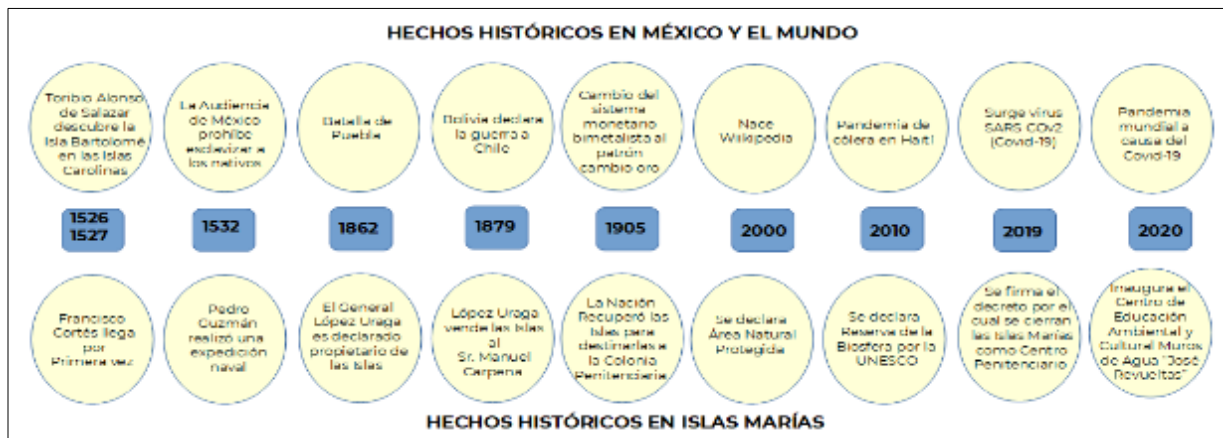 HECHOS HISTÓRICOS EN MÉXICO Y EL MUNDO
Toribio Alonso
de Salazar
descubre la
Isla Bartolomé
en las Islas
Carolinas
La Audiencia
de México
prohíbe
esclavizar a
los nativos
Batalla de
Puebla
Bolivia declara
la guerra a
Chile
Cambio del
sistema
monetario
bimetalista al
patrón
cambio oro
Nace
Wikipedia
Pandemia de
cólera en Haití
Surge virus
SARS COv2
(Covid-19)
Pandemia
mundial a
causa del
Covid-19
1526
1527
1532
1862
1879
1905
2000
2010
2019
2020
Francisco
Cortés llega
por
Primera vez
Pedro
Guzmán
realizó una
expedición
naval
El General
López Uraga
es declarado
propietario de
las Islas
López Uraga
vende las Islas
al
Sr. Manuel
Carpena
La Nación
Recuperó las
Islas para
destinarlas a
la Colonia
Penitenciaria
Se declara
Área Natural
Protegida
Se declara
Reserva de la
Biosfera por la
UNESCO
Se firma el
decreto por el
cual se cierran
las Islas Marías
como Centro
Penitenciario
Inaugura el
Centro de
Educación
Ambiental y
Cultural Muros
de Agua "José
Revueltas"
HECHOS HISTÓRICOS EN ISLAS MARÍAS